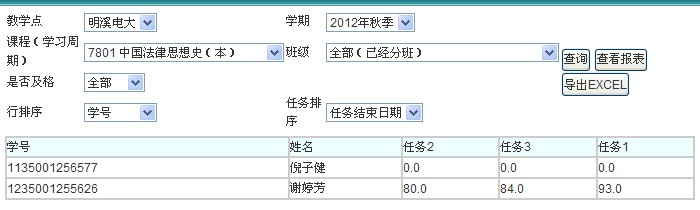 教学点 明溪电大 学期 2012年秋季
课程（学习周期） 7801 中国法律思想史（本） 班级 全部（已经分班） 查询 查看报表
是否及格 全部 导出EXCEL
行排序 学号 任务排序 任务结束日期
学号 姓名 任务2 任务3 任务1
1135001256577 倪子健 0.0 0.0 0.0
1235001255626 谢婷芳 80.0 84.0 93.0